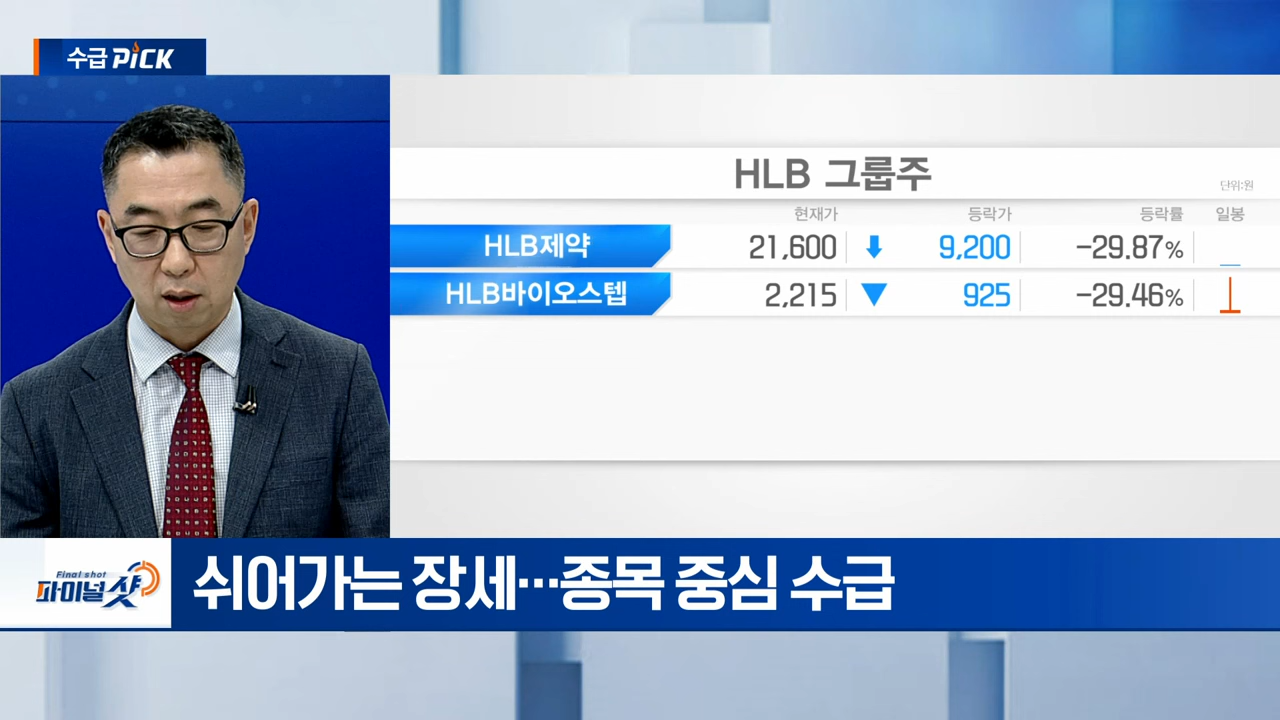 수급 PiCK
HLB 그룹주
단위:원
현재가 등락가 등락률 일봉
HLB제약 21,600 9,200 -29.87%
HLB바이오스텝 2,215 925 -29.46%
Final shot
파이널샷
쉬어가는 장세…종목 중심 수급